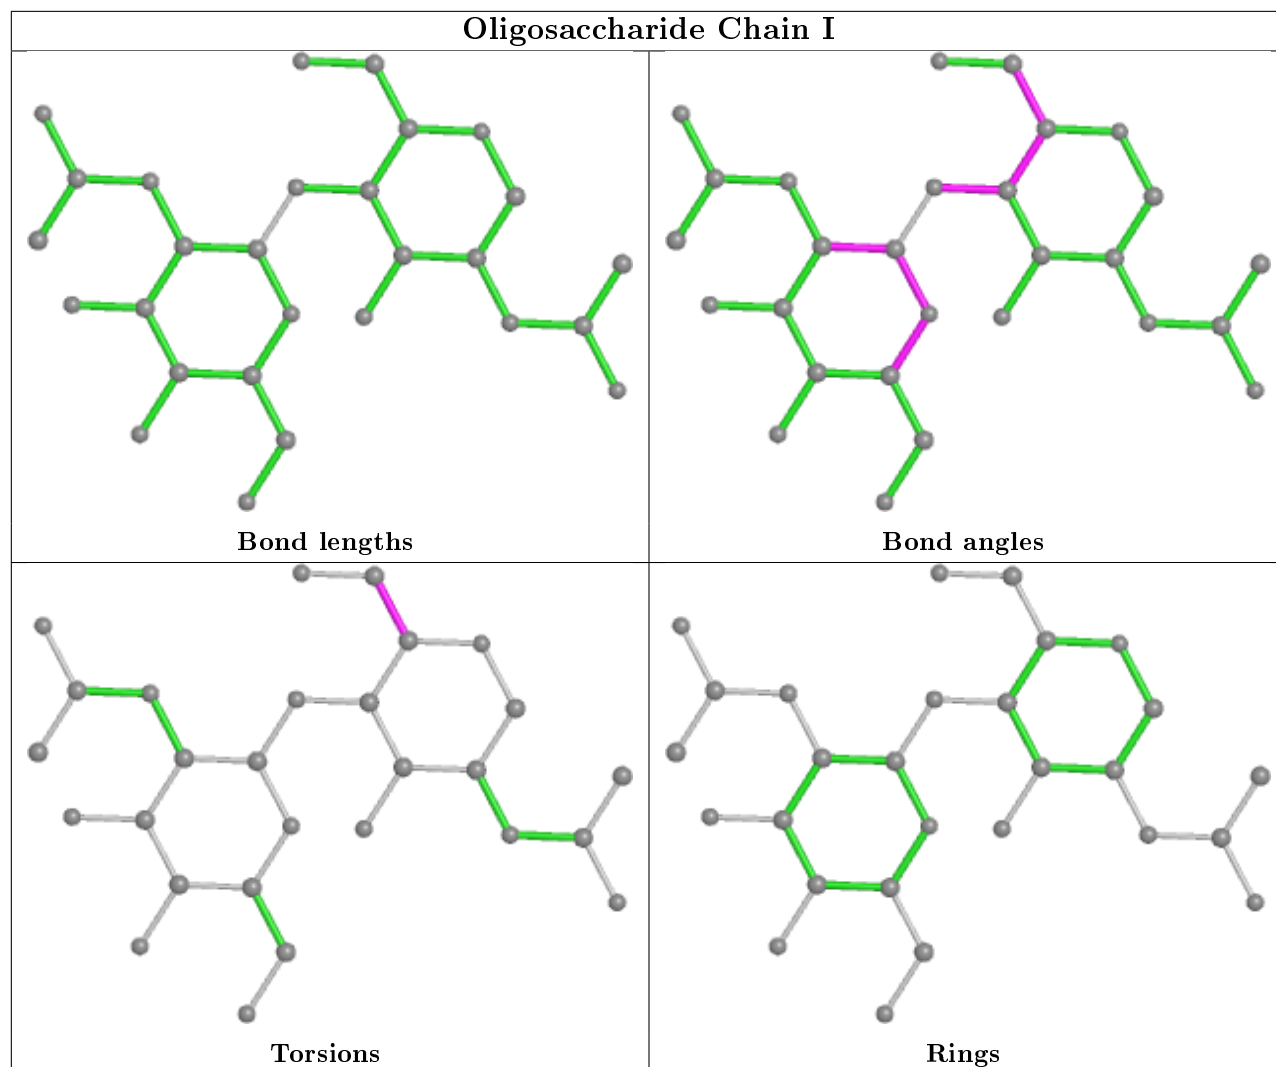 Oligosaccharide Chain I
Bond lengths
Bond angles
Torsions
Rings